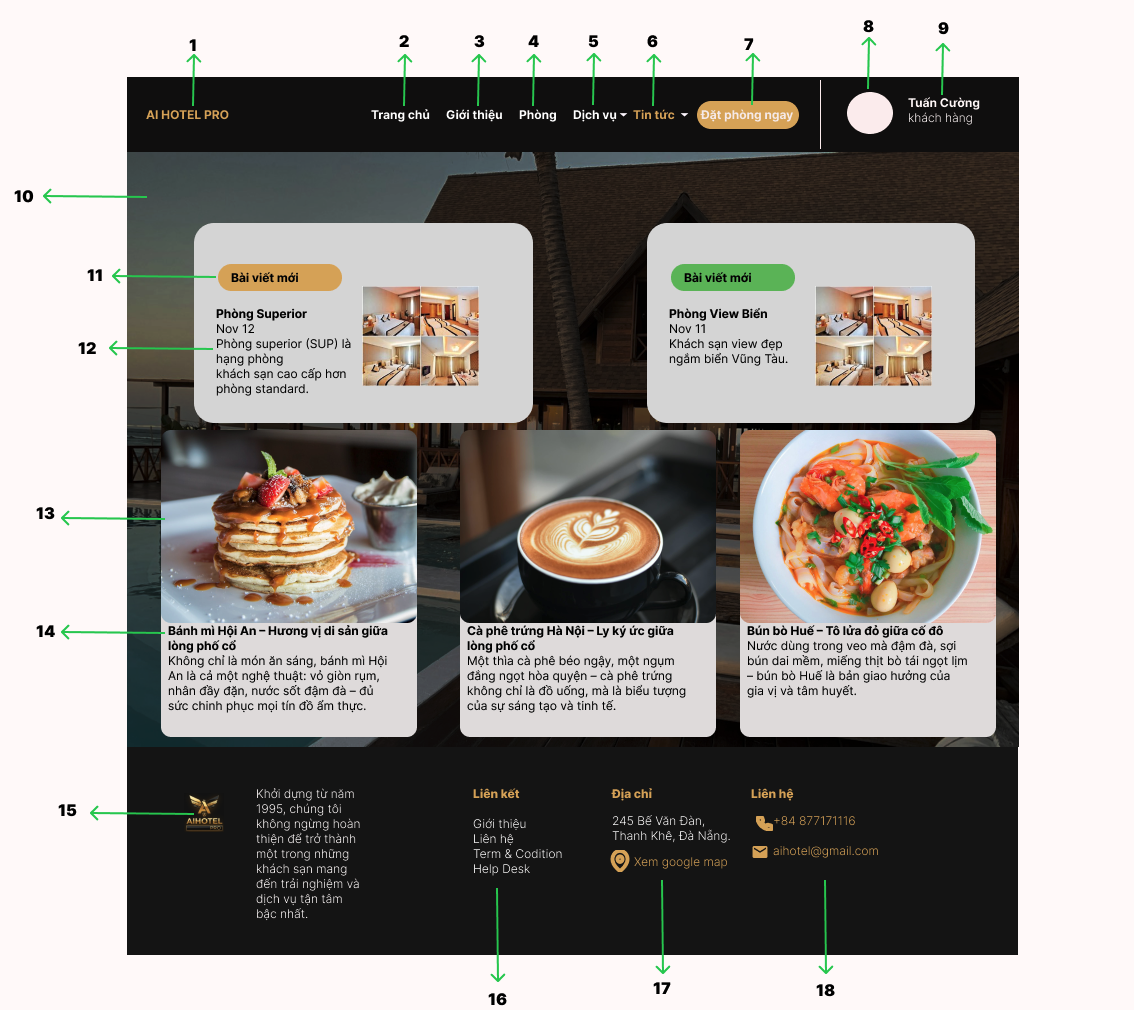 1
2
3
4
5
6
7
8
9
AI HOTEL PRO
Trang chủ
Giới thiệu
Phòng
Dịch vụ
Tin tức
Đặt phòng ngay
Tuấn Cường
khách hàng
10
11
Bài viết mới
Phòng Superior
Nov 12
12
Phòng superior (SUP) là
hạng phòng
khách sạn cao cấp hơn
phòng standard.
Bài viết mới
Phòng View Biển
Nov 11
Khách sạn view đẹp
ngắm biển Vũng Tàu.
13
14
Bánh mì Hội An – Hương vị di sản giữa
lòng phố cổ
Không chỉ là món ăn sáng, bánh mì Hội
An là cả một nghệ thuật: vỏ giòn rụm,
nhân đầy đặn, nước sốt đậm đà – đủ
sức chinh phục mọi tín đồ ẩm thực.
Cà phê trứng Hà Nội – Ly ký ức giữa
lòng phố cổ
Một thìa cà phê béo ngậy, một ngụm
đắng ngọt hòa quyện – cà phê trứng
không chỉ là đồ uống, mà là biểu tượng
của sự sáng tạo và tinh tế.
Bún bò Huế – Tô lửa đỏ giữa cố đô
Nước dùng trong veo mà đậm đà, sợi
bún dai mềm, miếng thịt bò tái ngọt lịm
– bún bò Huế là bản giao hưởng của
gia vị và tâm huyết.
15
AIHOTEL
PRO
Khởi dựng từ năm
1995, chúng tôi
không ngừng hoàn
thiện để trở thành
một trong những
khách sạn mang
đến trải nghiệm và
dịch vụ tận tâm
bậc nhất.
Liên kết
Giới thiệu
Liên hệ
Term & Codition
Help Desk
Địa chỉ
245 Bế Văn Đàn,
Thanh Khê, Đà Nẵng.
Xem google map
Liên hệ
+84 877171116
aihotel@gmail.com
16
17
18